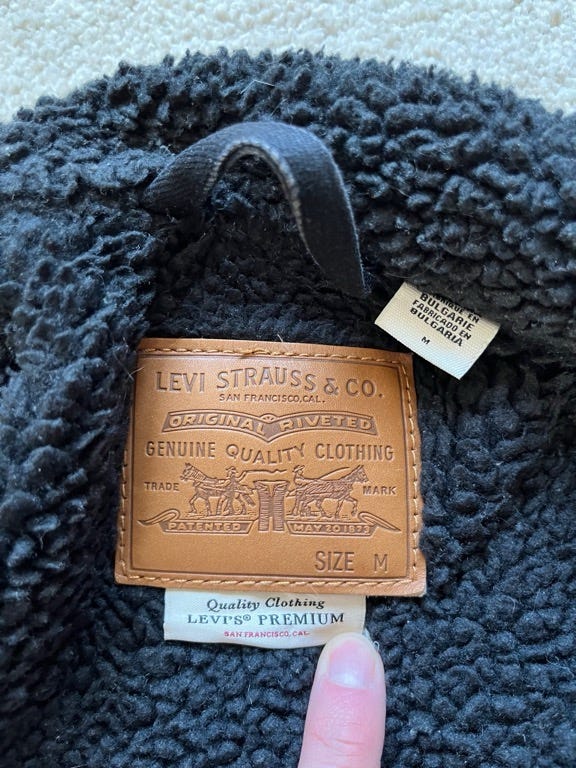 BULGARIE
FABRICADO EN
BULGARIA
M
LEVI STRAUSS & CO.
SAN FRANCISCO, CAL.
ORIGINAL RIVETED
GENUINE QUALITY CLOTHING
TRADE MARK
PATENTED MAY 20 1873
SIZE M
Quality Clothing
LEVI'S® PREMIUM
SAN FRANCISCO, CAL.